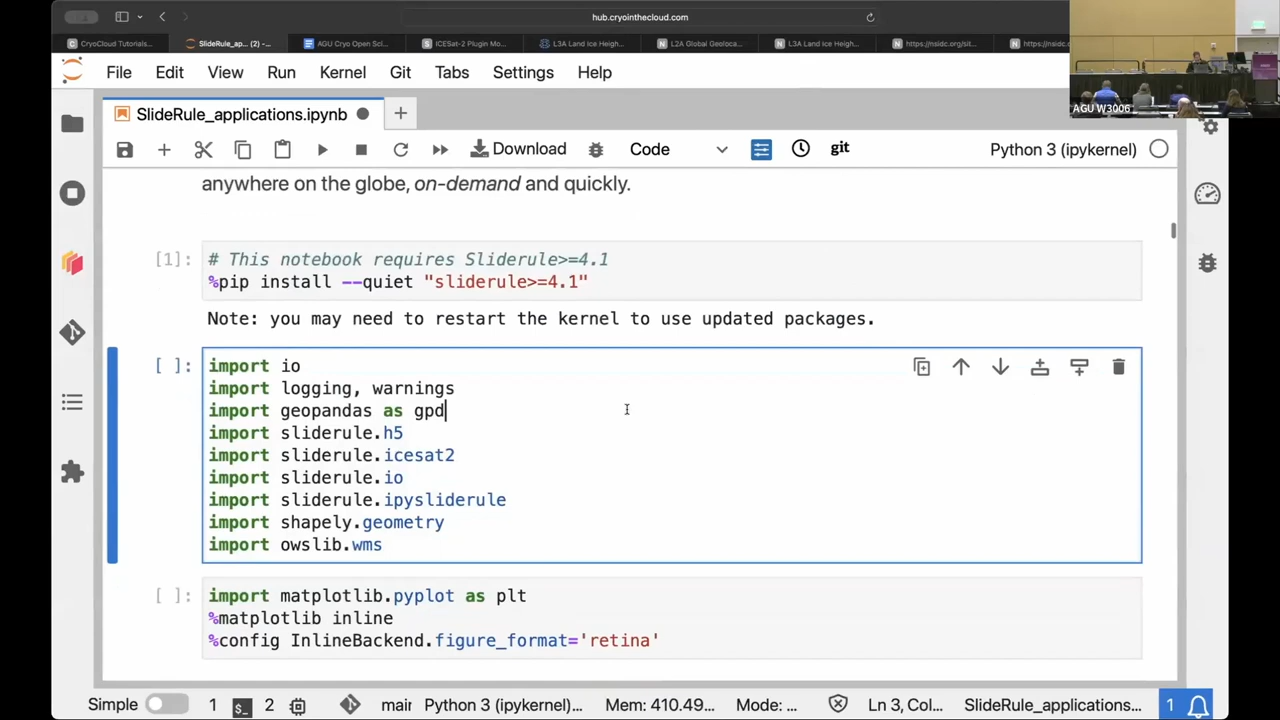 hub.cryointhecloud.com
CryoCloud Tutorials...
SlideRule_ap... (2) -...
AGU Cryo Open Sci...
ICESat-2 Plugin Mo...
L3A Land Ice Heigh...
L2A Global Geoloca...
L3A Land Ice Heigh...
https://nsidc.org/sit...
https://nsidc.o
AGU W3006
File Edit View Run Kernel Git Tabs Settings Help
SlideRule_applications.ipynb
Download Code git Python 3 (ipykernel)
anywhere on the globe, on-demand and quickly.
[1]: # This notebook requires Sliderule>=4.1
%pip install --quiet "sliderule>=4.1"
Note: you may need to restart the kernel to use updated packages.
[ ]: import io
import logging, warnings
import geopandas as gpd
import sliderule.h5
import sliderule.icesat2
import sliderule.io
import sliderule.ipysliderule
import shapely.geometry
import owslib.wms
[ ]: import matplotlib.pyplot as plt
%matplotlib inline
%config InlineBackend.figure_format='retina'
Simple 1 2 main Python 3 (ipykernel)... Mem: 410.49... Mode: ... Ln 3, Col... SlideRule_applications... 1